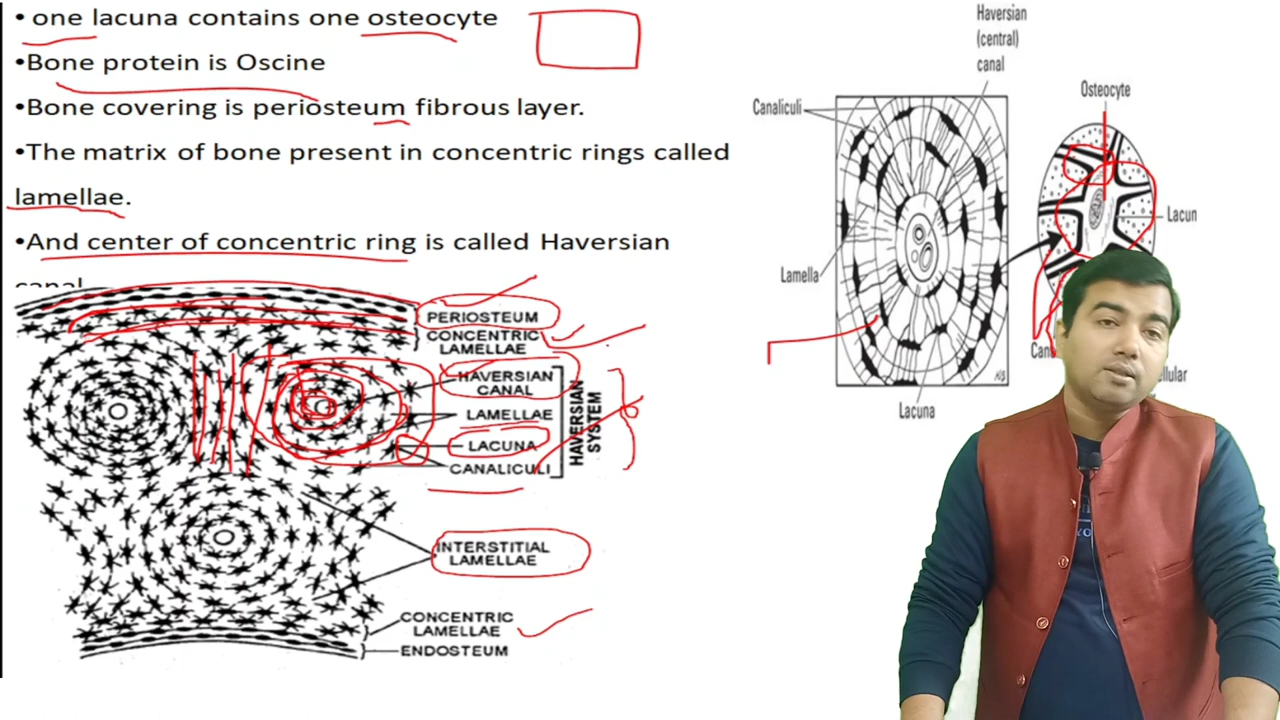 • one lacuna contains one osteocyte
•Bone protein is Oscine
•Bone covering is periosteum fibrous layer.
•The matrix of bone present in concentric rings called
lamellae.
•And center of concentric ring is called Haversian
canal
PERIOSTEUM
CONCENTRIC
LAMELLAE
HAVERSIAN
CANAL
LAMELLAE
LACUNA
CANALICULI
HAVERSIAN
SYSTEM
INTERSTITIAL
LAMELLAE
CONCENTRIC
LAMELLAE
ENDOSTEUM
Haversian
(central)
canal
Canaliculi
Osteocyte
Lacun
Lamella
Lacuna